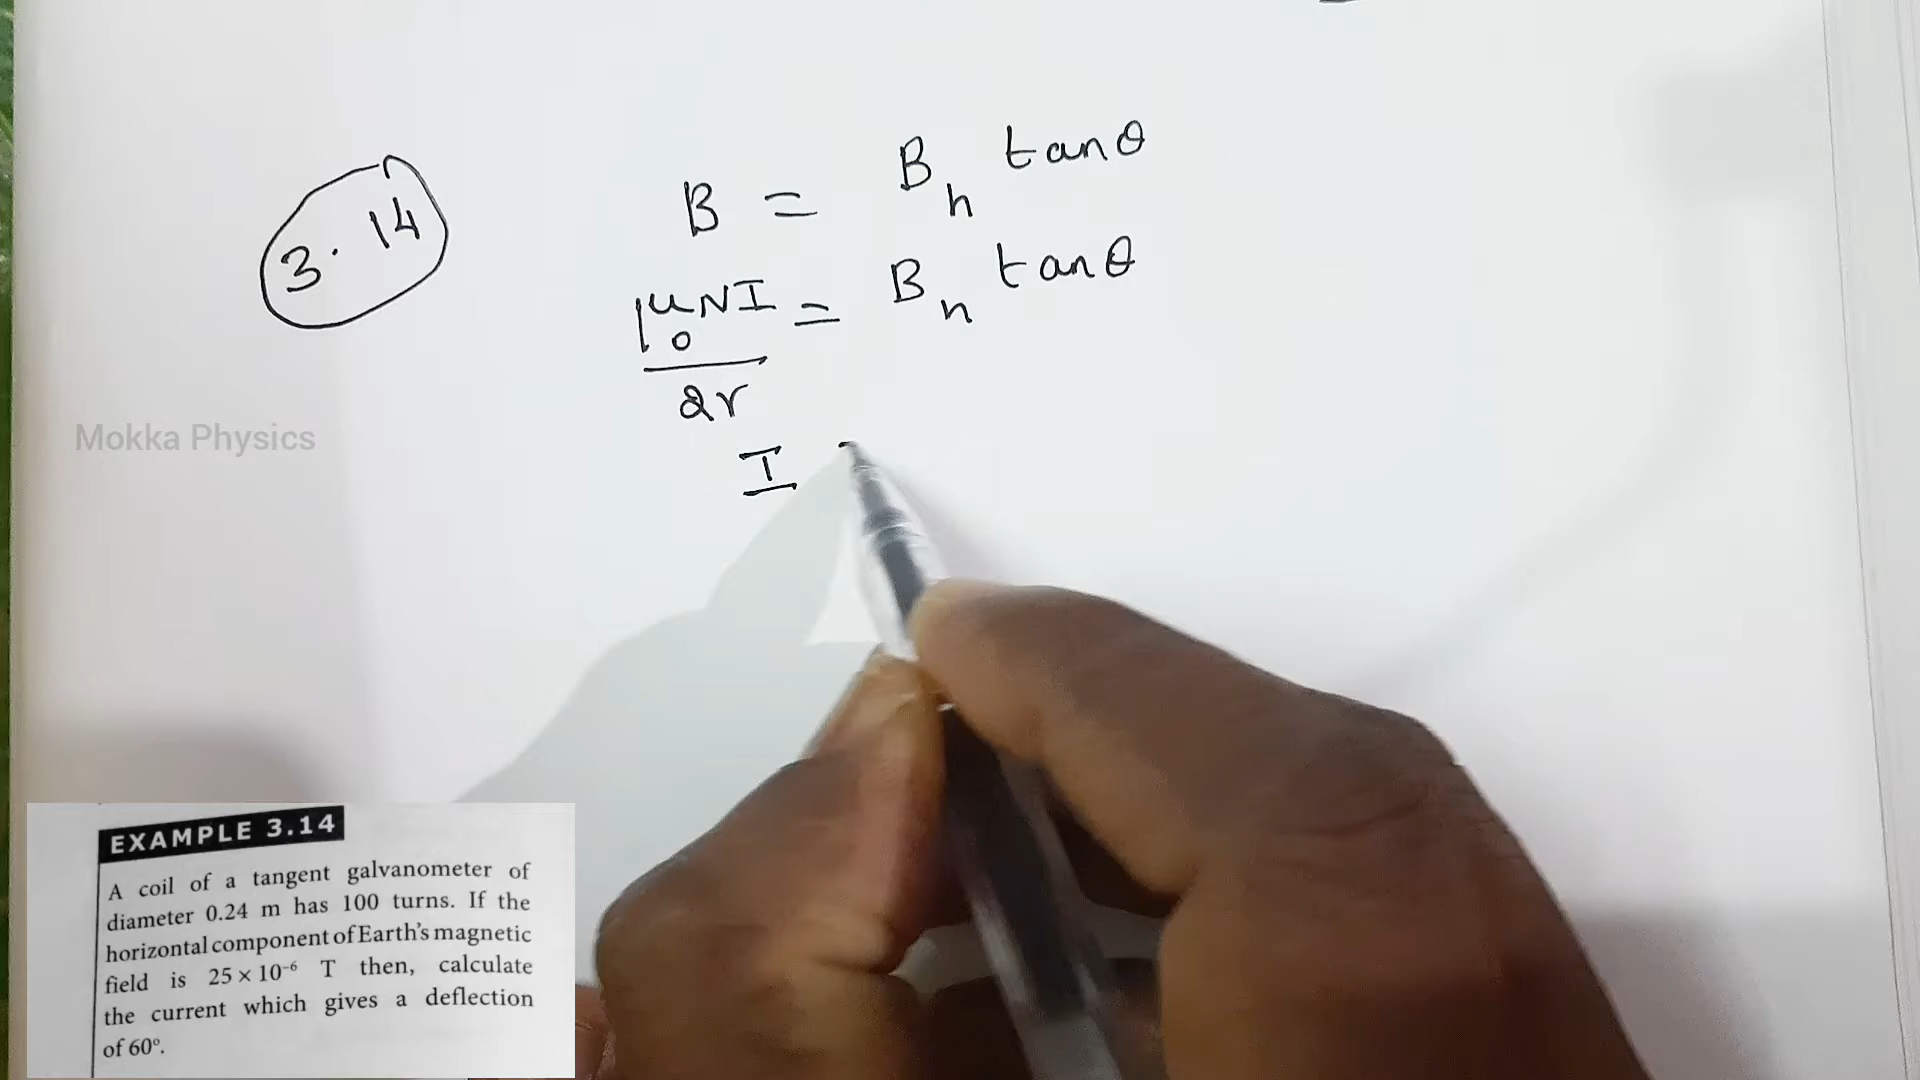 3.14
B = B_h tanθ
μ₀NI/2r = B_h tanθ
I
Mokka Physics
EXAMPLE 3.14
A coil of a tangent galvanometer of
diameter 0.24 m has 100 turns. If the
horizontal component of Earth's magnetic
field is 25 × 10⁻⁶ T then, calculate
the current which gives a deflection
of 60º.